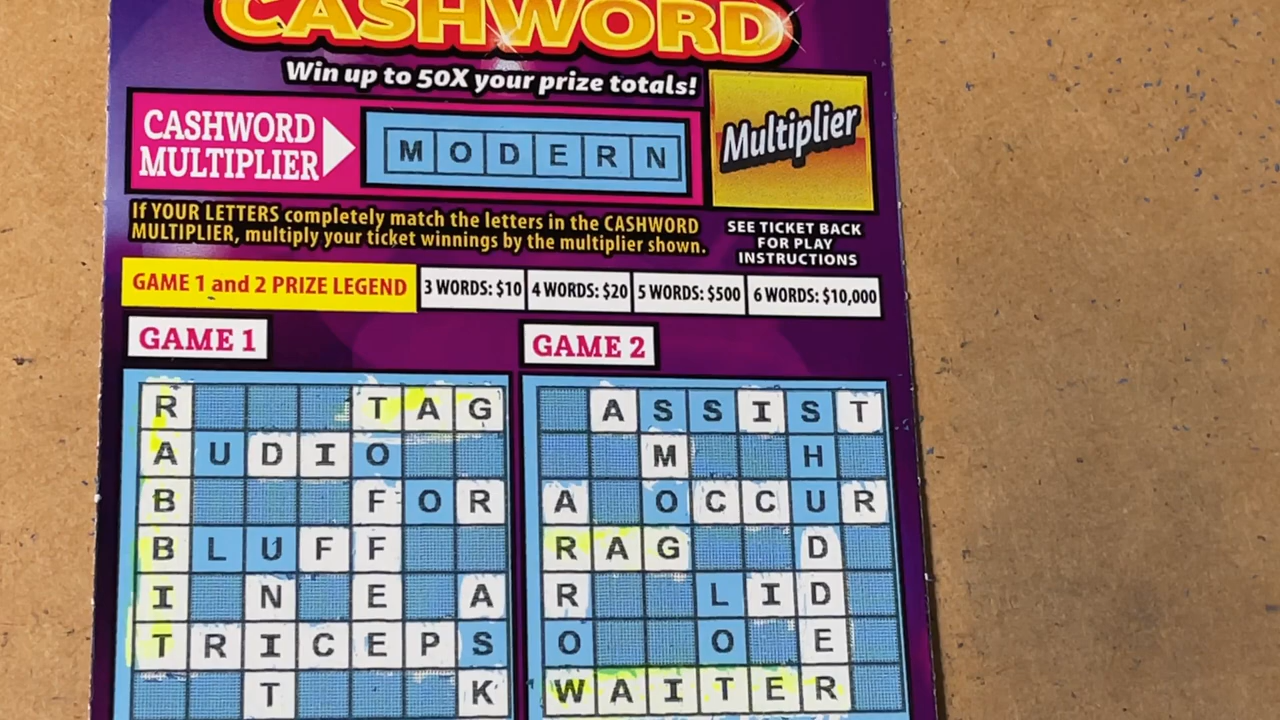 CASHWORD
Win up to 50X your prize totals!
CASHWORD
MULTIPLIER
M O D E R N
Multiplier
If YOUR LETTERS completely match the letters in the CASHWORD
MULTIPLIER, multiply your ticket winnings by the multiplier shown.
SEE TICKET BACK
FOR PLAY
INSTRUCTIONS
GAME 1 and 2 PRIZE LEGEND
3 WORDS: $10
4 WORDS: $20
5 WORDS: $500
6 WORDS: $10,000
GAME 1
R T A G
A U D I O
B F O R
B L U F F
I N E A
T R I C E P S
T K
GAME 2
A S S I S T
M H
A O C C U R
R A G D
R L I D
O O E
W A I T E R